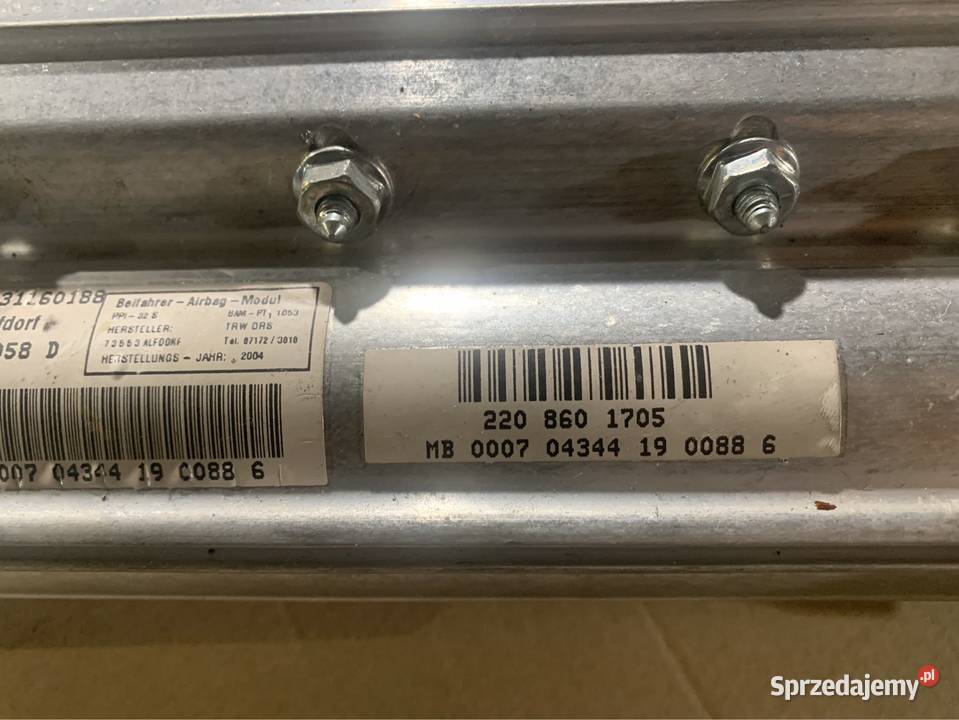 31160188
fdorf
058 D
Beifahrer - Airbag - Modul
PPI - 32 S BAM - PT1 1053
HERSTELLER: TRW DRS
73553 ALFDORF Tel. 07172 / 3010
HERSTELLUNGS - JAHR: 2004
007 04344 19 0088 6
220 860 1705
MB 0007 04344 19 0088 6
Sprzedajemy.pl